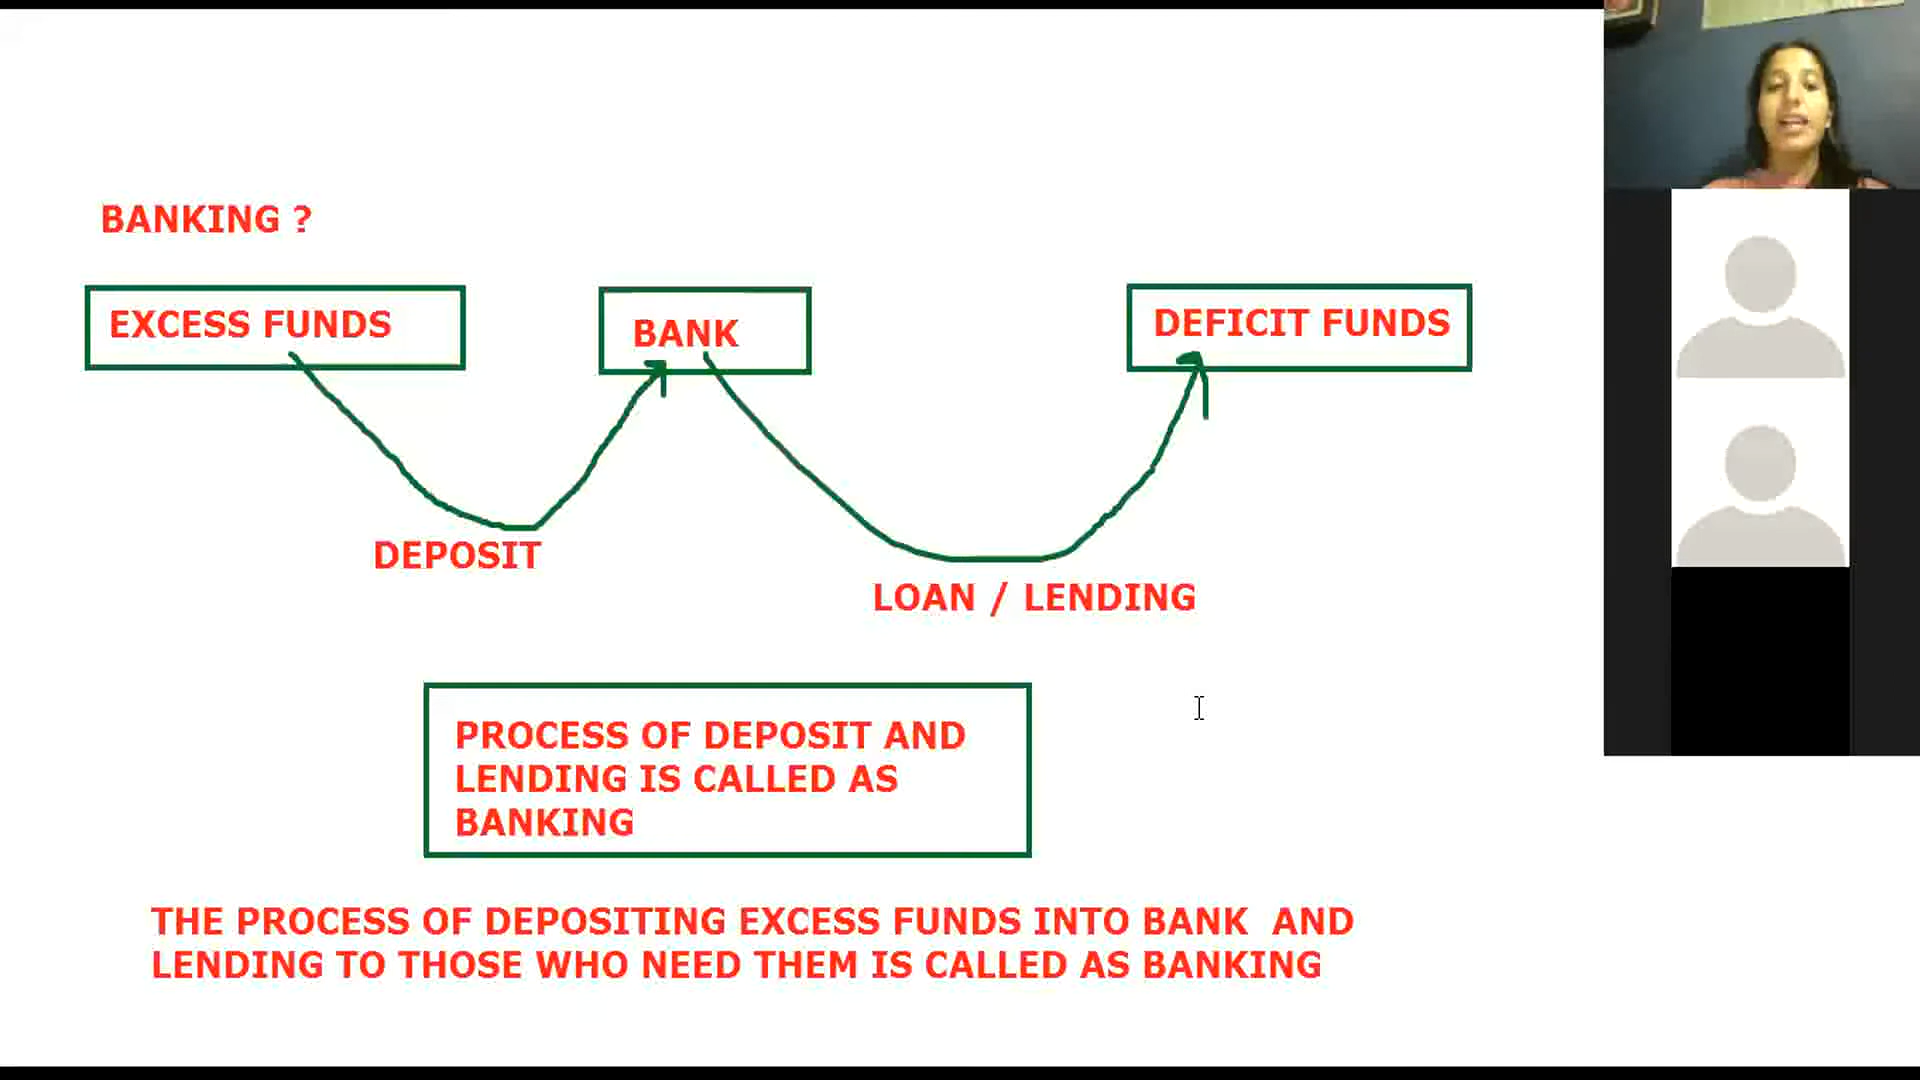 BANKING ?
EXCESS FUNDS
BANK
DEFICIT FUNDS
DEPOSIT
LOAN / LENDING
PROCESS OF DEPOSIT AND
LENDING IS CALLED AS
BANKING
THE PROCESS OF DEPOSITING EXCESS FUNDS INTO BANK AND
LENDING TO THOSE WHO NEED THEM IS CALLED AS BANKING